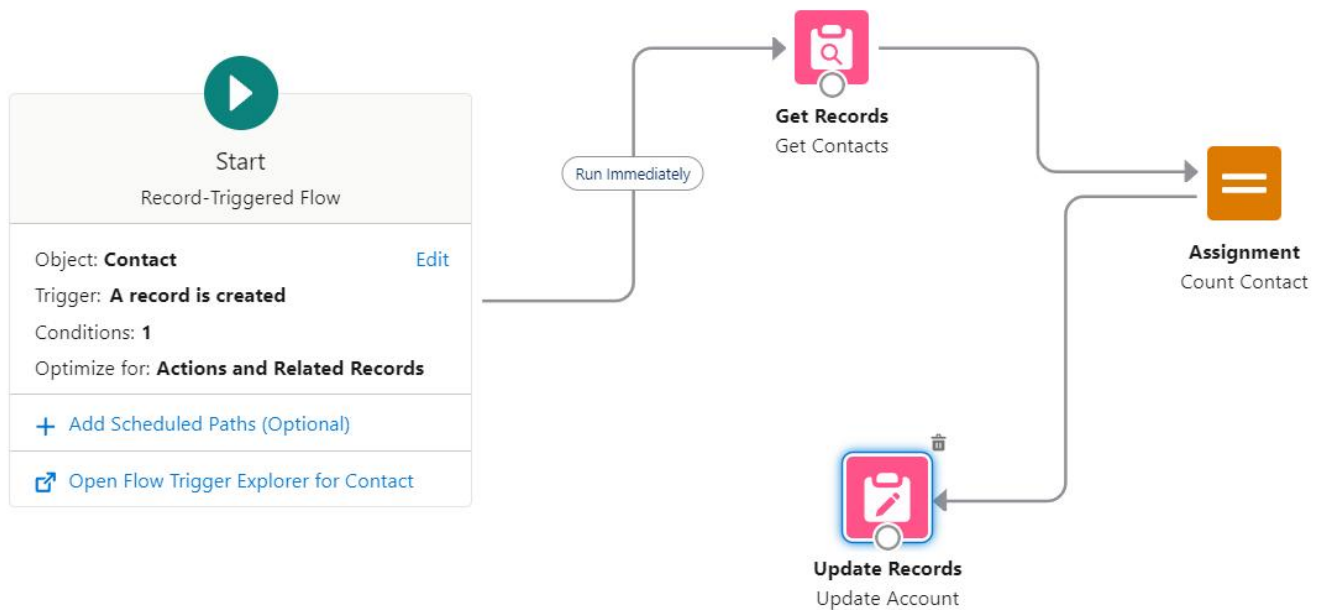 Start
Record-Triggered Flow
Object: Contact
Edit
Trigger: A record is created
Conditions: 1
Optimize for: Actions and Related Records
+ Add Scheduled Paths (Optional)
Open Flow Trigger Explorer for Contact
Run Immediately
Get Records
Get Contacts
Assignment
Count Contact
Update Records
Update Account